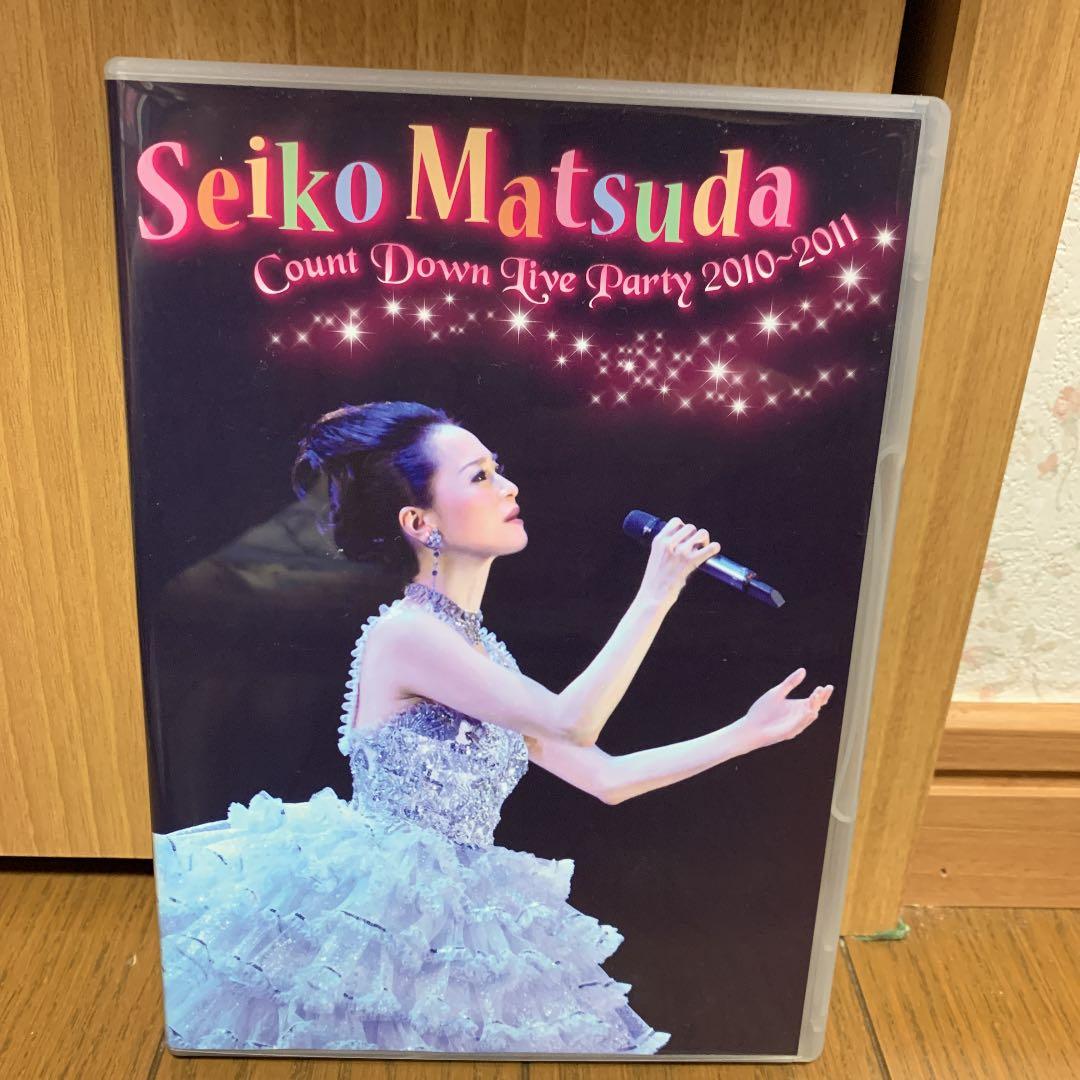 Seiko Matsuda
Count Down Live Party 2010~2011